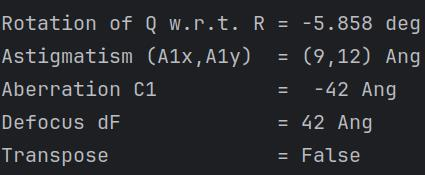 Rotation of Q w.r.t. R = -5.858 deg
Astigmatism (A1x,A1y)  = (9,12) Ang
Aberration C1          =  -42 Ang
Defocus dF             = 42 Ang
Transpose              = False